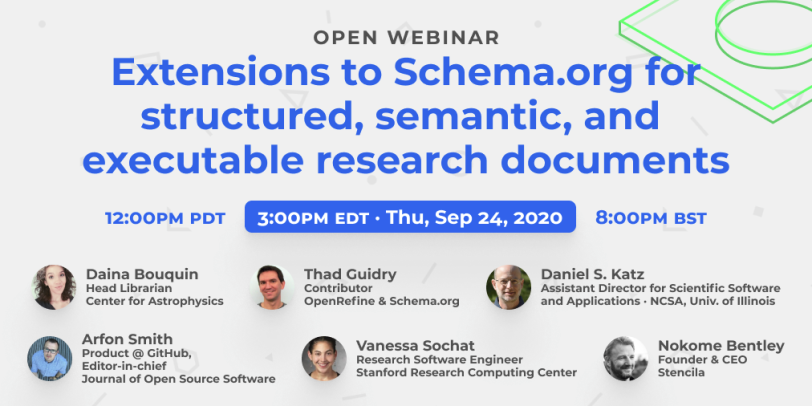 OPEN WEBINAR
Extensions to Schema.org for
structured, semantic, and
executable research documents
12:00PM PDT
3:00PM EDT · Thu, Sep 24, 2020
8:00PM BST
Daina Bouquin
Head Librarian
Center for Astrophysics
Thad Guidry
Contributor
OpenRefine & Schema.org
Daniel S. Katz
Assistant Director for Scientific Software
and Applications · NCSA, Univ. of Illinois
Arfon Smith
Product @ GitHub,
Editor-in-chief
Journal of Open Source Software
Vanessa Sochat
Research Software Engineer
Stanford Research Computing Center
Nokome Bentley
Founder & CEO
Stencila